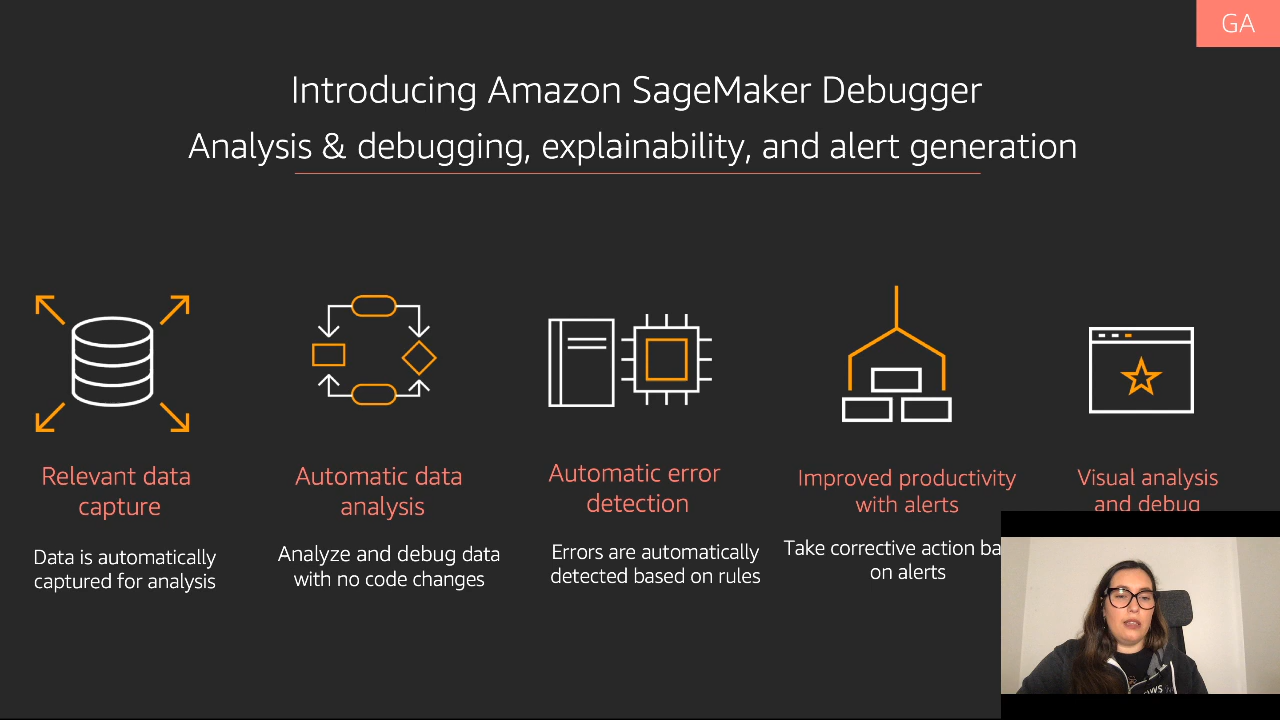 GA
Introducing Amazon SageMaker Debugger
Analysis & debugging, explainability, and alert generation
Relevant data
capture
Data is automatically
captured for analysis
Automatic data
analysis
Analyze and debug data
with no code changes
Automatic error
detection
Errors are automatically
detected based on rules
Improved productivity
with alerts
Take corrective action
on alerts
Visual analysis
and debug